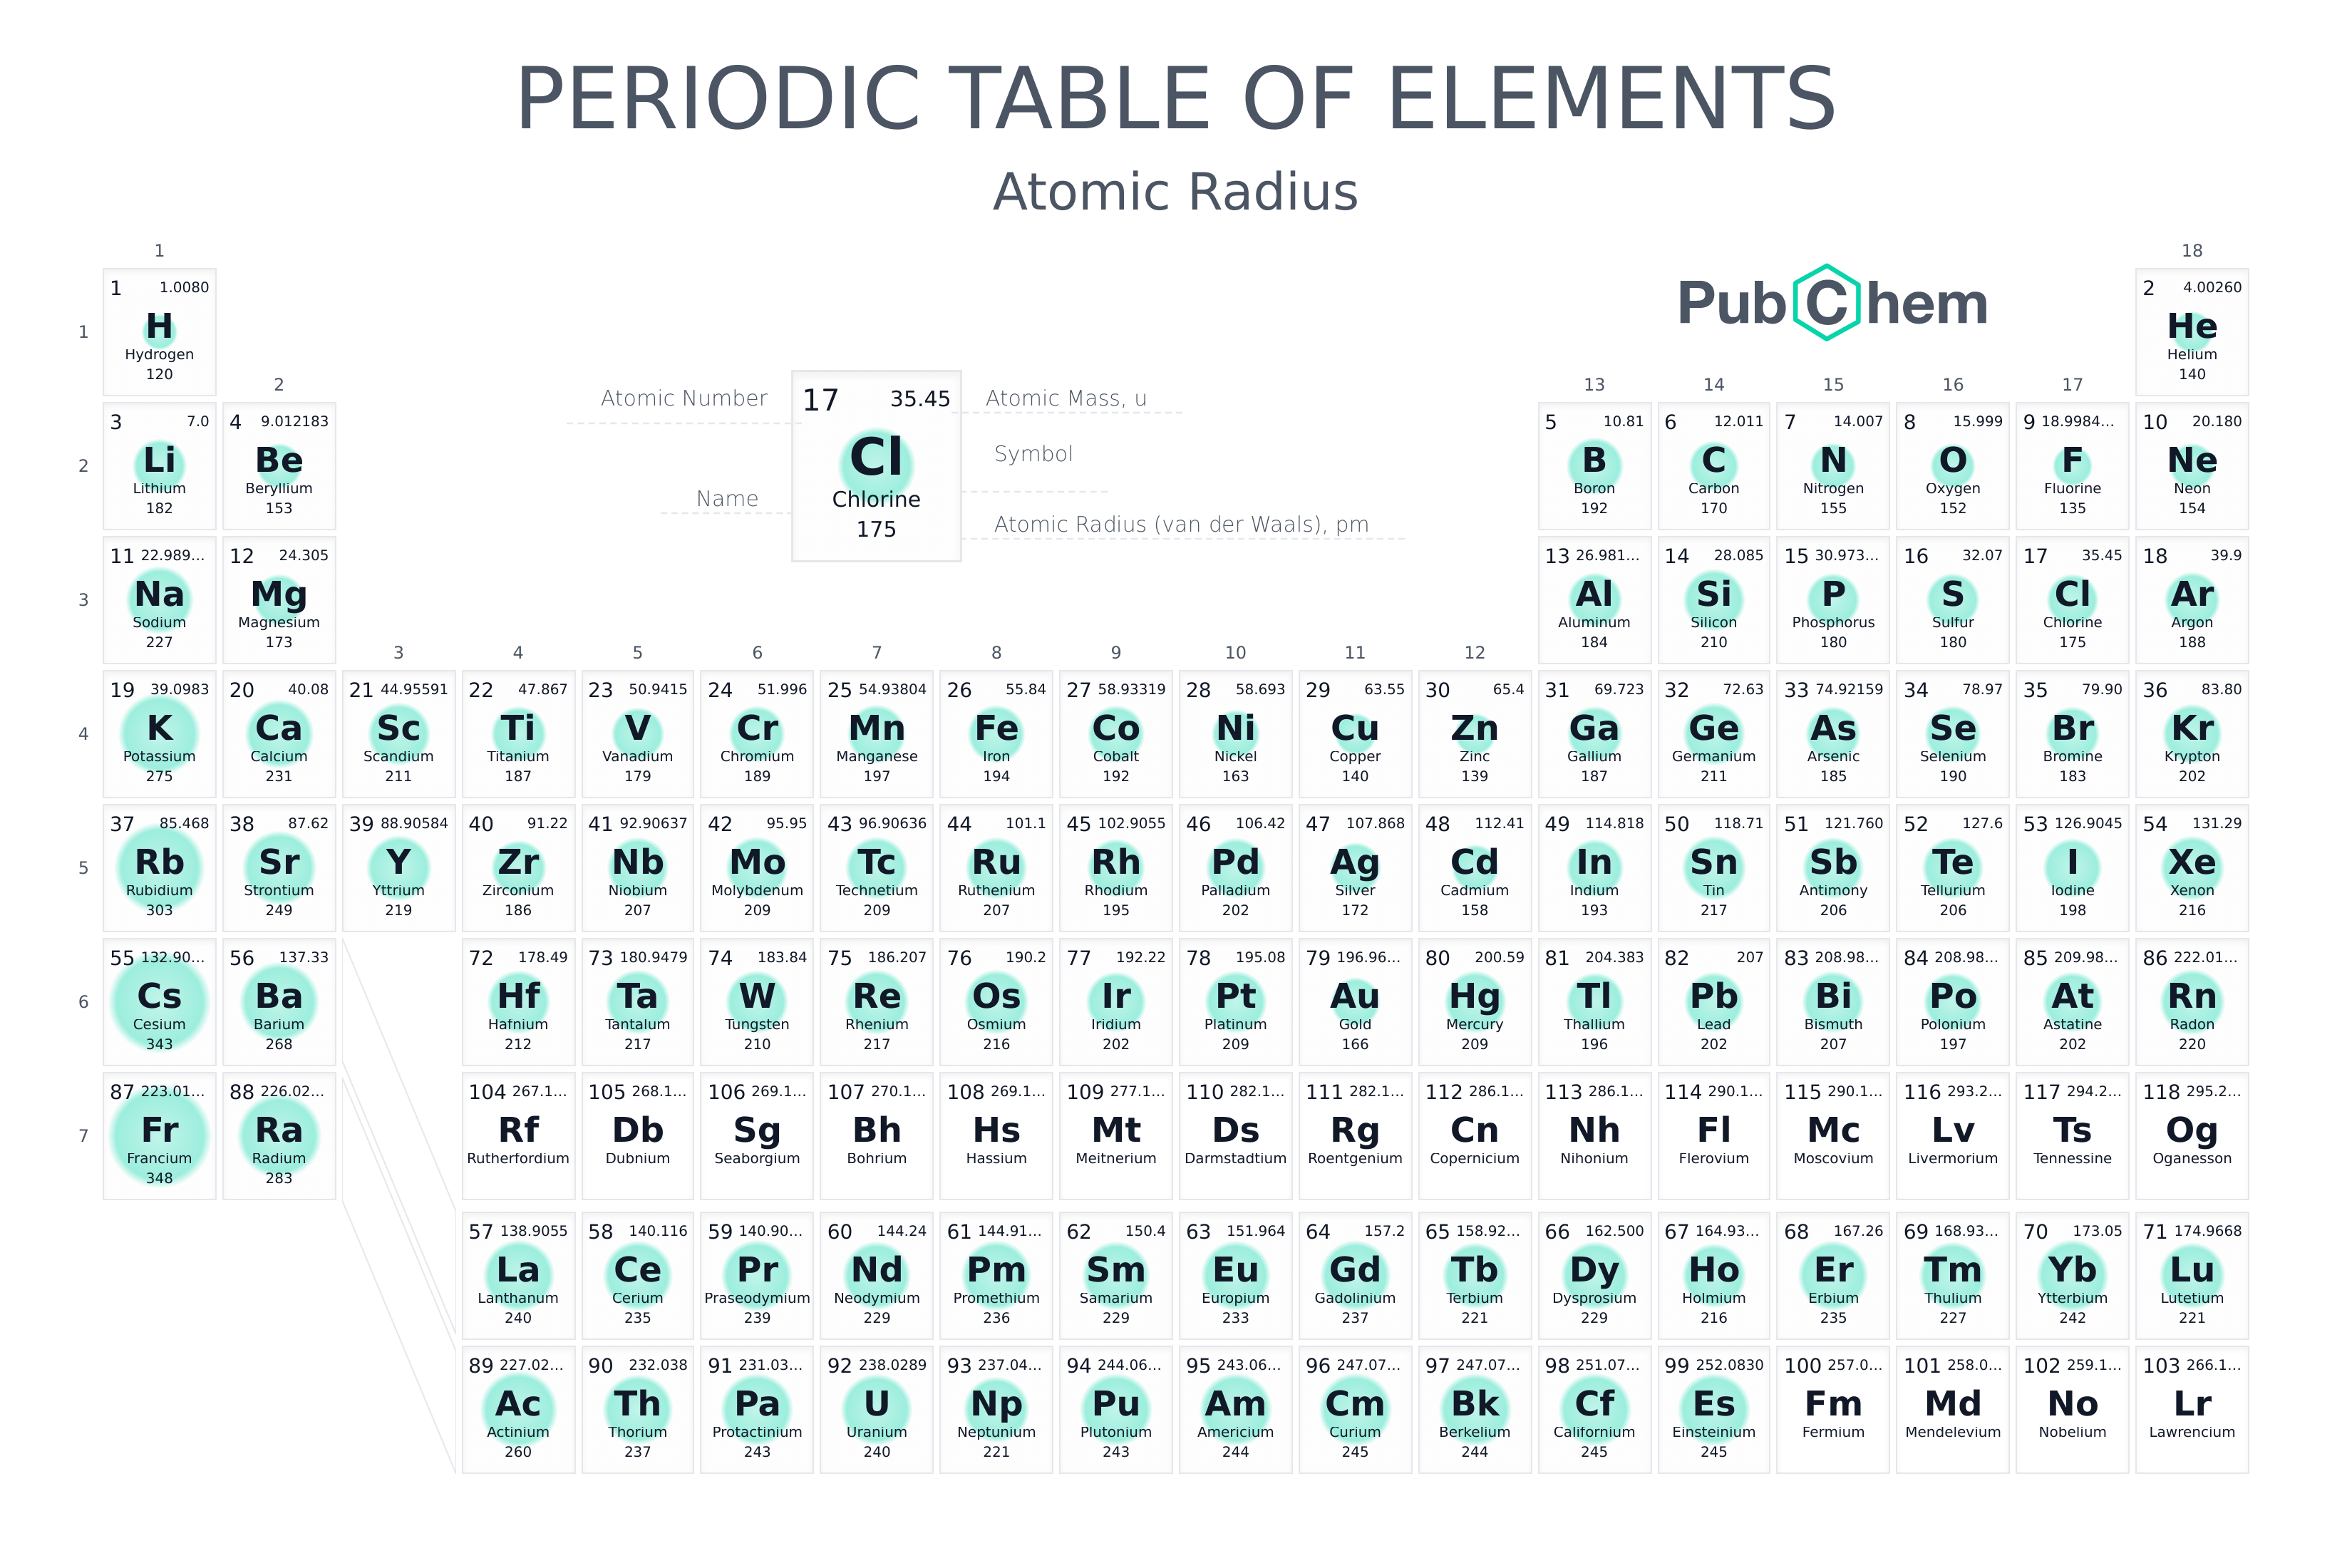 PERIODIC TABLE OF ELEMENTS
Atomic Radius
1
18
1 1.0080
H
Hydrogen
120
PubChem
2 4.00260
He
Helium
140
1
2
13
14
15
16
17
17 35.45
Cl
Chlorine
175
Atomic Number
Name
Atomic Mass, u
Symbol
Atomic Radius (van der Waals), pm
2
3 7.0
Li
Lithium
182
4 9.012183
Be
Beryllium
153
5 10.81
B
Boron
192
6 12.011
C
Carbon
170
7 14.007
N
Nitrogen
155
8 15.999
O
Oxygen
152
9 18.9984...
F
Fluorine
135
10 20.180
Ne
Neon
154
3
11 22.989...
Na
Sodium
227
12 24.305
Mg
Magnesium
173
13 26.981...
Al
Aluminum
184
14 28.085
Si
Silicon
210
15 30.973...
P
Phosphorus
180
16 32.07
S
Sulfur
180
17 35.45
Cl
Chlorine
175
18 39.9
Ar
Argon
188
3
4
5
6
7
8
9
10
11
12
4
19 39.0983
K
Potassium
275
20 40.08
Ca
Calcium
231
21 44.95591
Sc
Scandium
211
22 47.867
Ti
Titanium
187
23 50.9415
V
Vanadium
179
24 51.996
Cr
Chromium
189
25 54.93804
Mn
Manganese
197
26 55.84
Fe
Iron
194
27 58.93319
Co
Cobalt
192
28 58.693
Ni
Nickel
163
29 63.55
Cu
Copper
140
30 65.4
Zn
Zinc
139
31 69.723
Ga
Gallium
187
32 72.63
Ge
Germanium
211
33 74.92159
As
Arsenic
185
34 78.97
Se
Selenium
190
35 79.90
Br
Bromine
183
36 83.80
Kr
Krypton
202
5
37 85.468
Rb
Rubidium
303
38 87.62
Sr
Strontium
249
39 88.90584
Y
Yttrium
219
40 91.22
Zr
Zirconium
186
41 92.90637
Nb
Niobium
207
42 95.95
Mo
Molybdenum
209
43 96.90636
Tc
Technetium
209
44 101.1
Ru
Ruthenium
207
45 102.9055
Rh
Rhodium
195
46 106.42
Pd
Palladium
202
47 107.868
Ag
Silver
172
48 112.41
Cd
Cadmium
158
49 114.818
In
Indium
193
50 118.71
Sn
Tin
217
51 121.760
Sb
Antimony
206
52 127.6
Te
Tellurium
206
53 126.9045
I
Iodine
198
54 131.29
Xe
Xenon
216
6
55 132.90...
Cs
Cesium
343
56 137.33
Ba
Barium
268
72 178.49
Hf
Hafnium
212
73 180.9479
Ta
Tantalum
217
74 183.84
W
Tungsten
210
75 186.207
Re
Rhenium
217
76 190.2
Os
Osmium
216
77 192.22
Ir
Iridium
202
78 195.08
Pt
Platinum
209
79 196.96...
Au
Gold
166
80 200.59
Hg
Mercury
209
81 204.383
Tl
Thallium
196
82 207
Pb
Lead
202
83 208.98...
Bi
Bismuth
207
84 208.98...
Po
Polonium
197
85 209.98...
At
Astatine
202
86 222.01...
Rn
Radon
220
7
87 223.01...
Fr
Francium
348
88 226.02...
Ra
Radium
283
104 267.1...
Rf
Rutherfordium
105 268.1...
Db
Dubnium
106 269.1...
Sg
Seaborgium
107 270.1...
Bh
Bohrium
108 269.1...
Hs
Hassium
109 277.1...
Mt
Meitnerium
110 282.1...
Ds
Darmstadtium
111 282.1...
Rg
Roentgenium
112 286.1...
Cn
Copernicium
113 286.1...
Nh
Nihonium
114 290.1...
Fl
Flerovium
115 290.1...
Mc
Moscovium
116 293.2...
Lv
Livermorium
117 294.2...
Ts
Tennessine
118 295.2...
Og
Oganesson
57 138.9055
La
Lanthanum
240
58 140.116
Ce
Cerium
235
59 140.90...
Pr
Praseodymium
239
60 144.24
Nd
Neodymium
229
61 144.91...
Pm
Promethium
236
62 150.4
Sm
Samarium
229
63 151.964
Eu
Europium
233
64 157.2
Gd
Gadolinium
237
65 158.92...
Tb
Terbium
221
66 162.500
Dy
Dysprosium
229
67 164.93...
Ho
Holmium
216
68 167.26
Er
Erbium
235
69 168.93...
Tm
Thulium
227
70 173.05
Yb
Ytterbium
242
71 174.9668
Lu
Lutetium
221
89 227.02...
Ac
Actinium
260
90 232.038
Th
Thorium
237
91 231.03...
Pa
Protactinium
243
92 238.0289
U
Uranium
240
93 237.04...
Np
Neptunium
221
94 244.06...
Pu
Plutonium
243
95 243.06...
Am
Americium
244
96 247.07...
Cm
Curium
245
97 247.07...
Bk
Berkelium
244
98 251.07...
Cf
Californium
245
99 252.0830
Es
Einsteinium
245
100 257.0...
Fm
Fermium
101 258.0...
Md
Mendelevium
102 259.1...
No
Nobelium
103 266.1...
Lr
Lawrencium